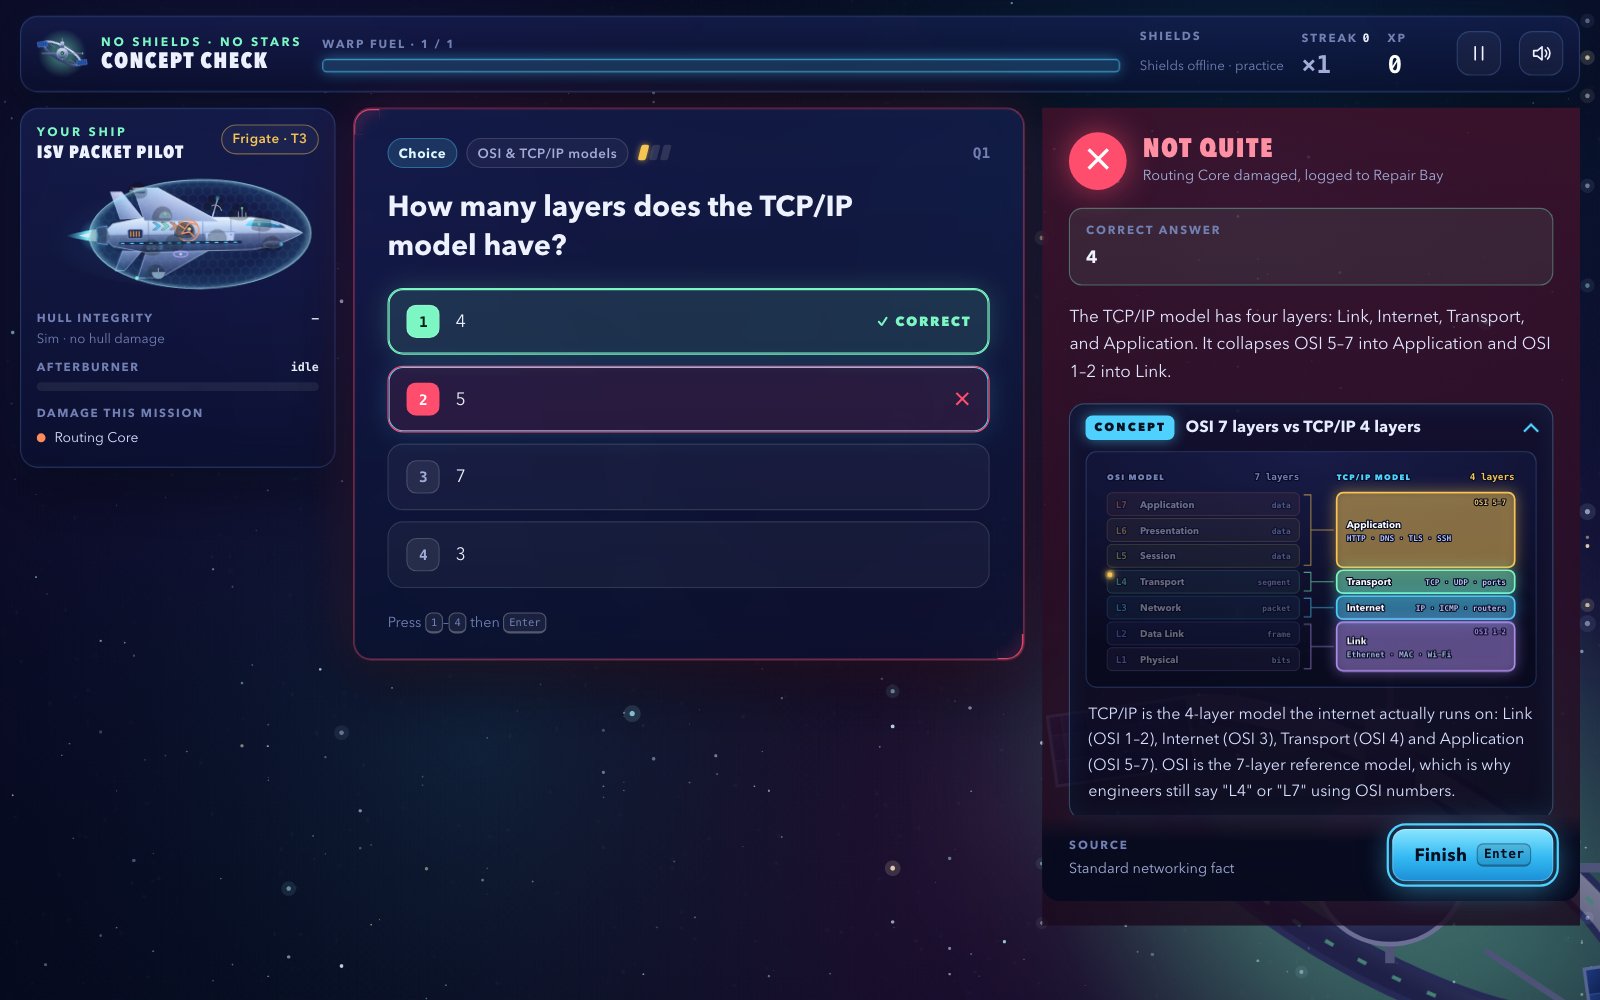 NO SHIELDS · NO STARS
CONCEPT CHECK
WARP FUEL · 1 / 1
SHIELDS
Shields offline · practice
STREAK 0
×1
XP
0
YOUR SHIP
ISV PACKET PILOT
Frigate · T3
HULL INTEGRITY –
Sim · no hull damage
AFTERBURNER idle
DAMAGE THIS MISSION
Routing Core
Choice
OSI & TCP/IP models
Q1
How many layers does the TCP/IP
model have?
1 4 ✓ CORRECT
2 5 ✕
3 7
4 3
Press 1–4 then Enter
NOT QUITE
Routing Core damaged, logged to Repair Bay
CORRECT ANSWER
4
The TCP/IP model has four layers: Link, Internet, Transport,
and Application. It collapses OSI 5–7 into Application and OSI
1–2 into Link.
CONCEPT OSI 7 layers vs TCP/IP 4 layers
OSI MODEL 7 layers
L7 Application data
L6 Presentation data
L5 Session data
L4 Transport segment
L3 Network packet
L2 Data Link frame
L1 Physical bits
TCP/IP MODEL 4 layers
OSI 5–7
Application
HTTP · DNS · TLS · SSH
Transport TCP · UDP · ports
Internet IP · ICMP · routers
OSI 1–2
Link
Ethernet · MAC · Wi-Fi
TCP/IP is the 4-layer model the internet actually runs on: Link
(OSI 1–2), Internet (OSI 3), Transport (OSI 4) and Application
(OSI 5–7). OSI is the 7-layer reference model, which is why
engineers still say "L4" or "L7" using OSI numbers.
SOURCE
Standard networking fact
Finish Enter